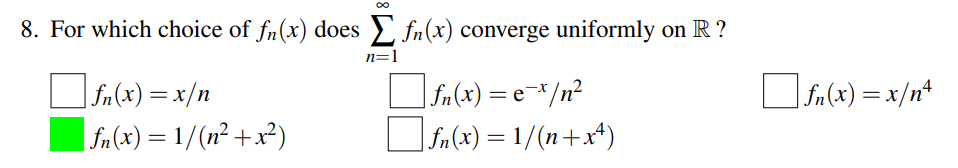 8. For which choice of fₙ(x) does ∑_{n=1}^{∞} fₙ(x) converge uniformly on ℝ ?
fₙ(x) = x/n    fₙ(x) = e⁻ˣ/n²    fₙ(x) = x/n⁴
fₙ(x) = 1/(n² + x²)    fₙ(x) = 1/(n + x⁴)